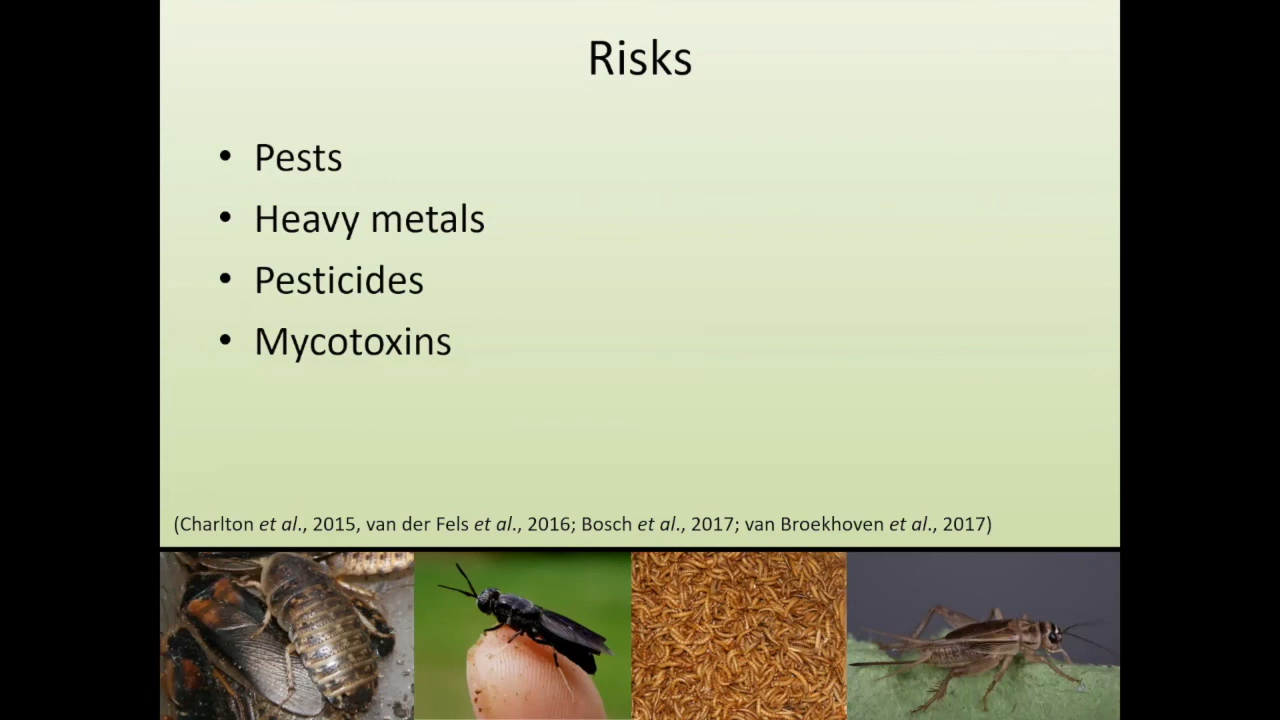 Risks
• Pests
• Heavy metals
• Pesticides
• Mycotoxins
(Charlton et al., 2015, van der Fels et al., 2016; Bosch et al., 2017; van Broekhoven et al., 2017)